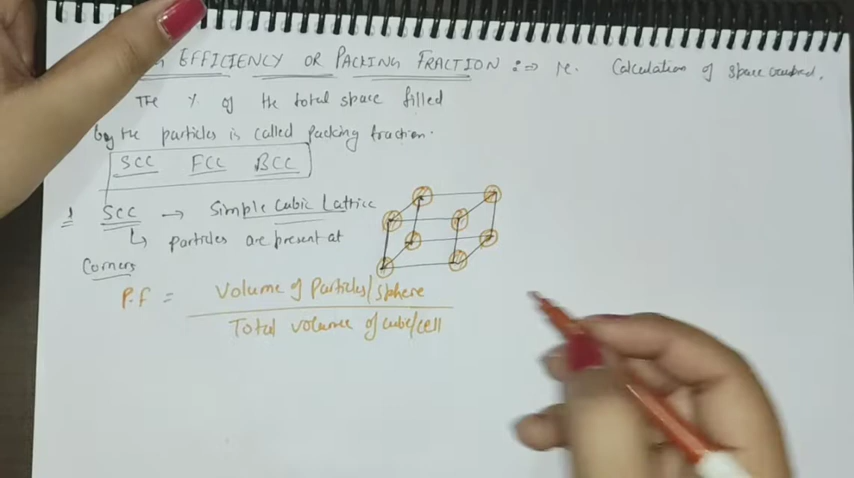 EFFICIENCY OR PACKING FRACTION :⇒ Calculation of space
The % of the total space filled
by the particles is called packing fraction.
SCC FCC BCC
1 SCC → Simple Cubic Lattice
↳ particles are present at
Corners
P.F = Volume of Particles/sphere
Total volume of cube/cell